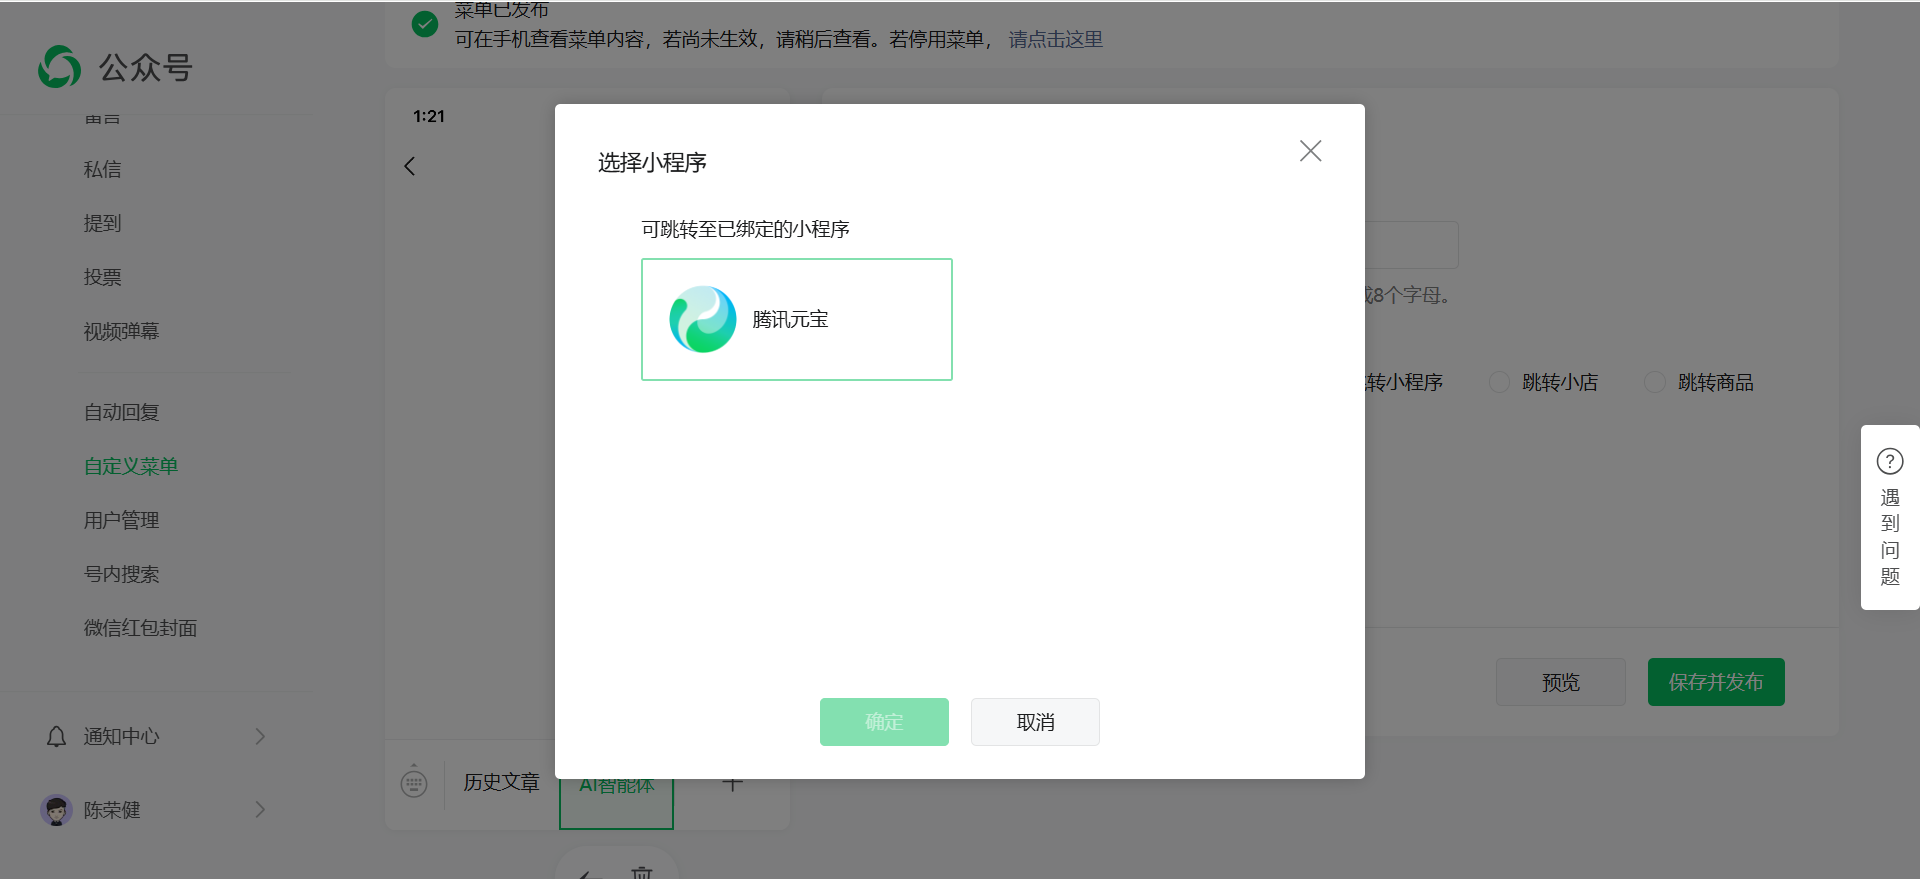 菜单已发布
可在手机查看菜单内容，若尚未生效，请稍后查看。若停用菜单， 请点击这里
公众号
留言
私信
提到
投票
视频弹幕
自动回复
自定义菜单
用户管理
号内搜索
微信红包封面
通知中心
陈荣健
1:21
选择小程序
可跳转至已绑定的小程序
腾讯元宝
确定
取消
或8个字母。
跳转小程序
跳转小店
跳转商品
预览
保存并发布
历史文章
AI智能体
遇到问题